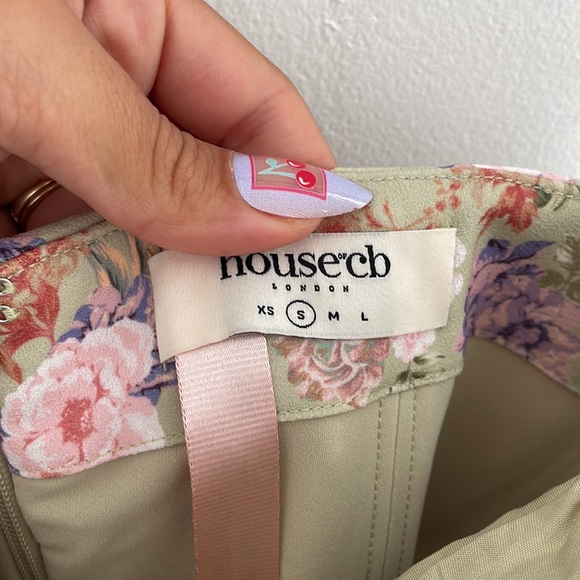 house OF cb
LONDON
XS S M L